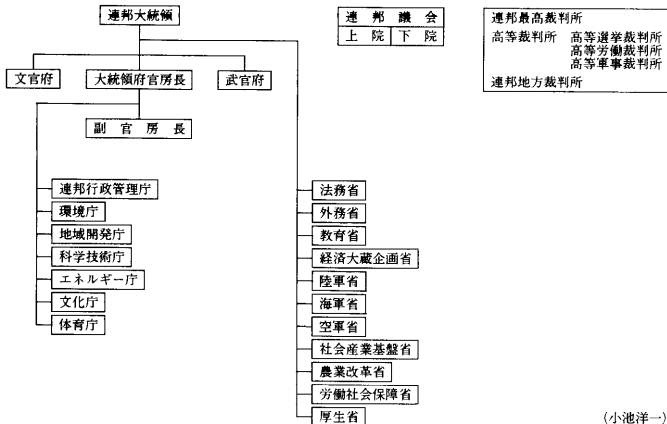 連邦大統領
連邦議会
上院 下院
連邦最高裁判所
高等裁判所 高等選挙裁判所
高等労働裁判所
高等軍事裁判所
連邦地方裁判所
文官府
大統領府官房長
武官府
副官房長
連邦行政管理庁
環境庁
地域開発庁
科学技術庁
エネルギー庁
文化庁
体育庁
法務省
外務省
教育省
経済大蔵企画省
陸軍省
海軍省
空軍省
社会産業基盤省
農業改革省
労働社会保障省
厚生省
(小池洋一)